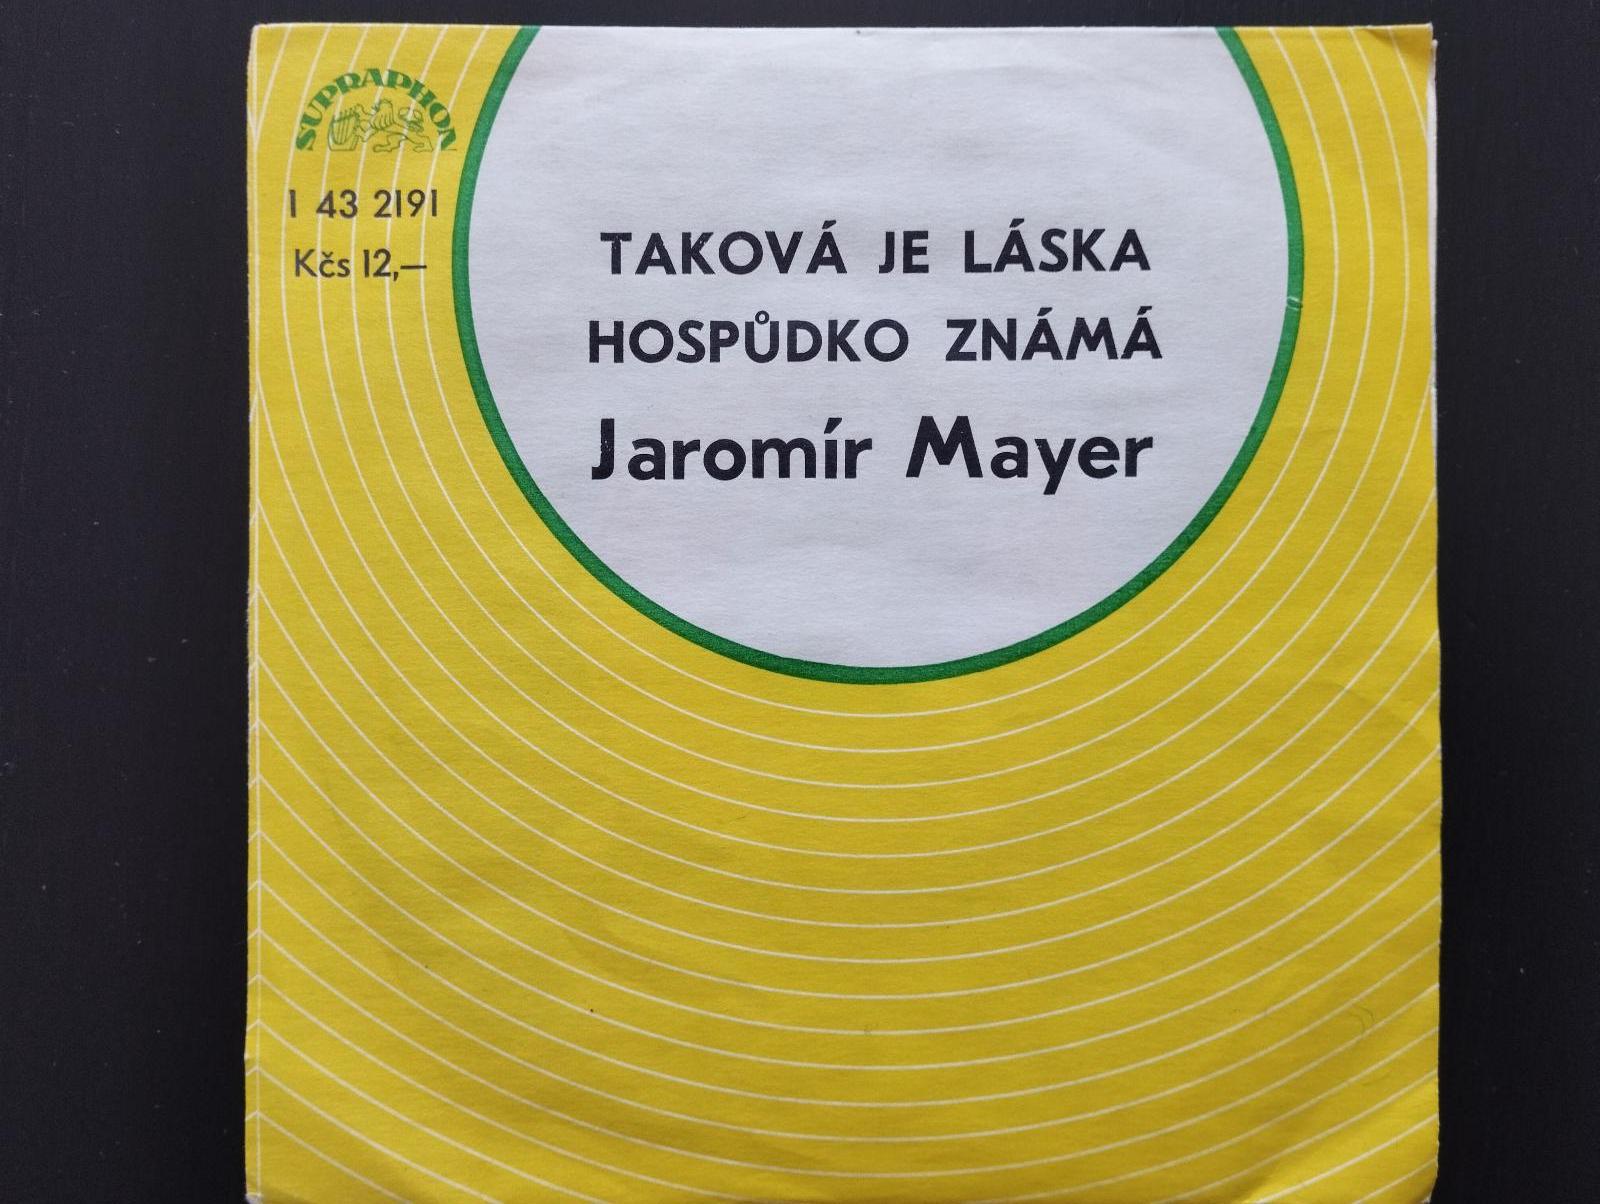 SUPRAPHON
1 43 2191
Kčs 12,—
TAKOVÁ JE LÁSKA
HOSPŮDKO ZNÁMÁ
Jaromír Mayer